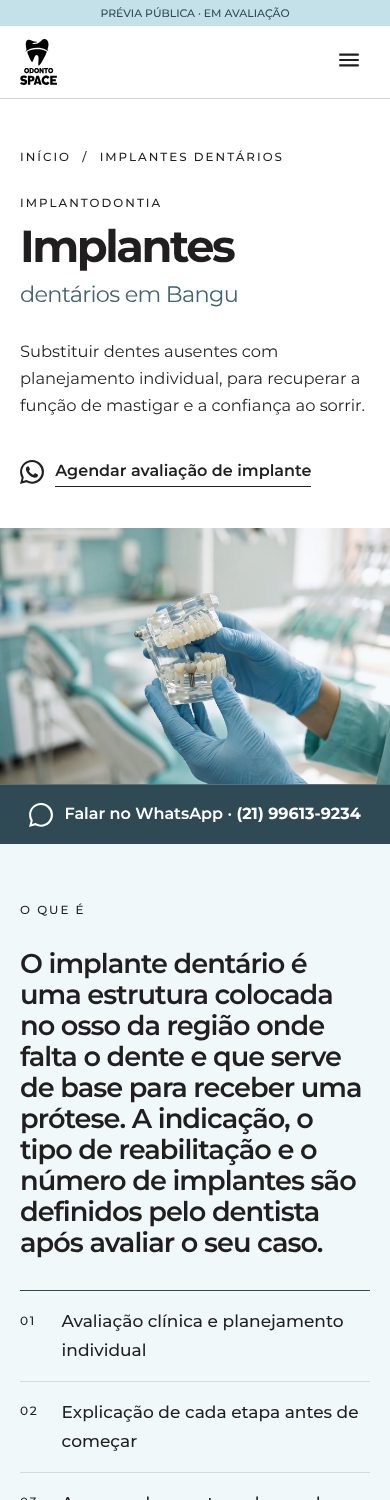 PRÉVIA PÚBLICA · EM AVALIAÇÃO
ODONTO
SPACE
INÍCIO / IMPLANTES DENTÁRIOS
IMPLANTODONTIA
Implantes
dentários em Bangu
Substituir dentes ausentes com
planejamento individual, para recuperar a
função de mastigar e a confiança ao sorrir.
Agendar avaliação de implante
Falar no WhatsApp · (21) 99613-9234
O QUE É
O implante dentário é
uma estrutura colocada
no osso da região onde
falta o dente e que serve
de base para receber uma
prótese. A indicação, o
tipo de reabilitação e o
número de implantes são
definidos pelo dentista
após avaliar o seu caso.
01 Avaliação clínica e planejamento
individual
02 Explicação de cada etapa antes de
começar